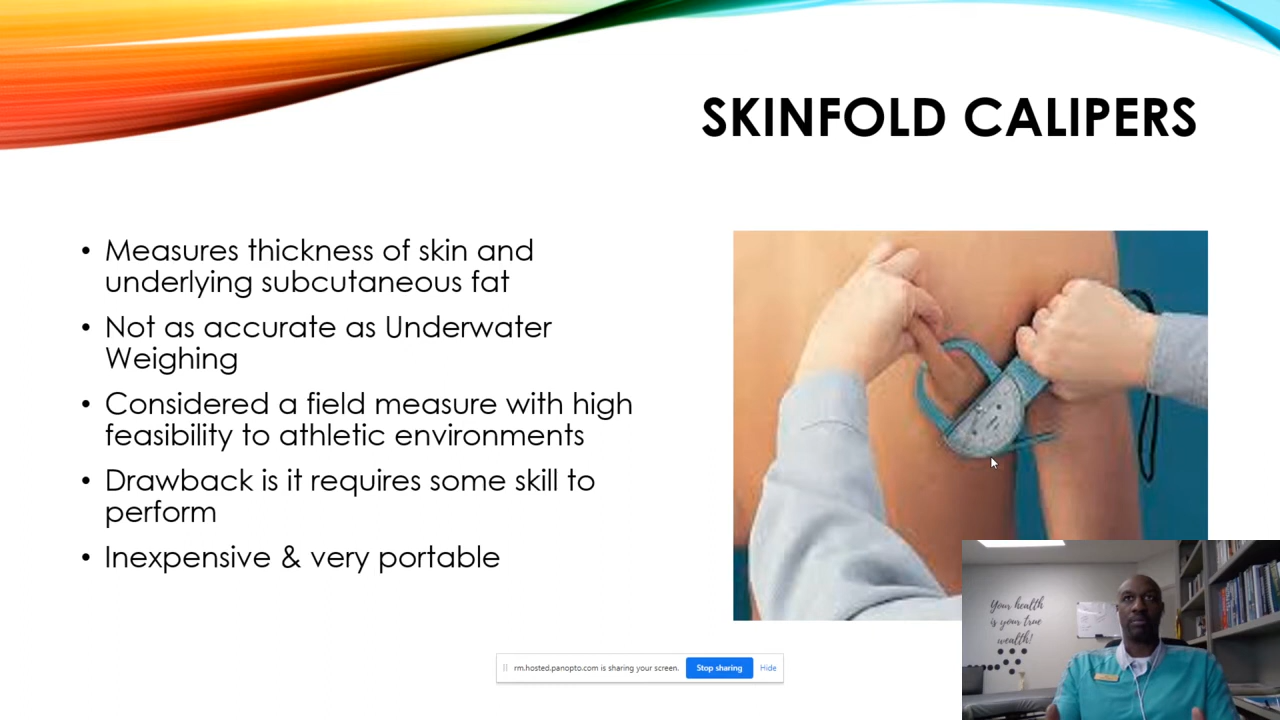 SKINFOLD CALIPERS
• Measures thickness of skin and
underlying subcutaneous fat
• Not as accurate as Underwater
Weighing
• Considered a field measure with high
feasibility to athletic environments
• Drawback is it requires some skill to
perform
• Inexpensive & very portable
rm.hosted.panopto.com is sharing your screen. Stop sharing Hide
Your health
is your true
wealth!